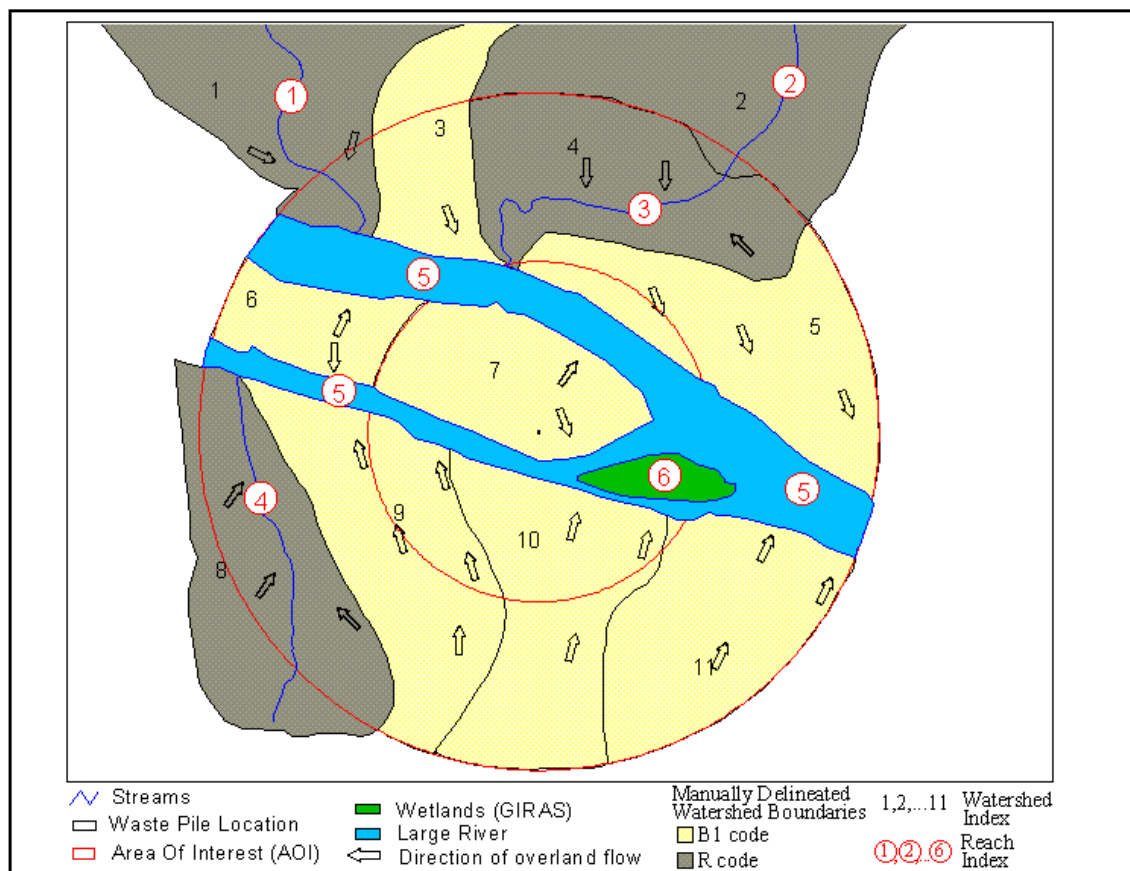 1
1
2
2
3
4
3
5
6
5
7
5
6
5
4
9
10
8
11
Streams
Waste Pile Location
Area Of Interest (AOI)
Wetlands (GIRAS)
Large River
Direction of overland flow
Manually Delineated
Watershed Boundaries
B1 code
R code
1,2,...11 Watershed
Index
1,2,...6 Reach
Index